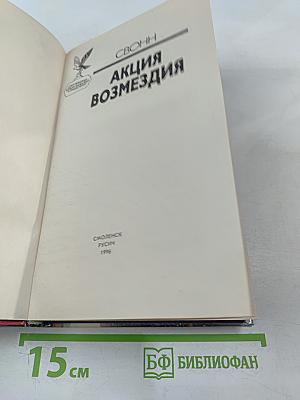 СВОНН
АКЦИЯ
ВОЗМЕЗДИЯ
СМОЛЕНСК
РУСИЧ
1996
15 см
БФ БИБЛИОФАН